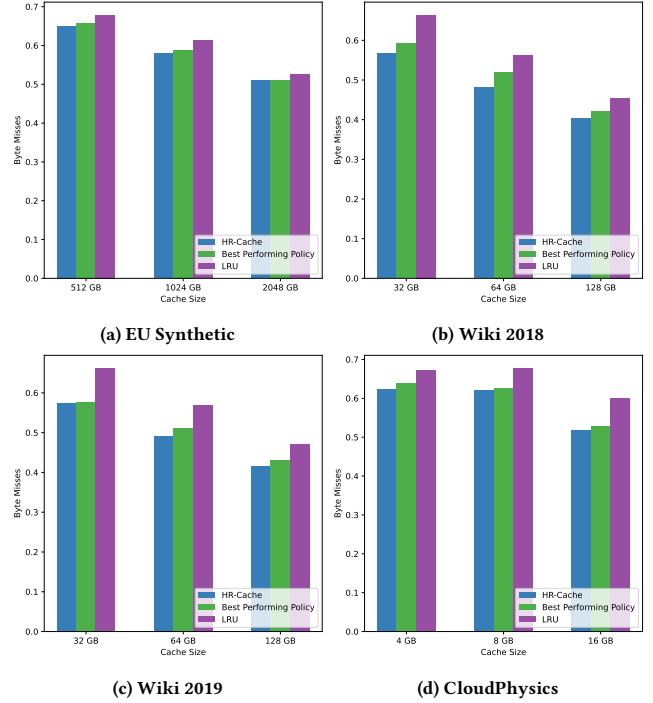 0.7
0.6
0.5
0.4
0.3
0.2
0.1
0.0
Byte Misses
HR-Cache
Best Performing Policy
LRU
512 GB
1024 GB
2048 GB
Cache Size
(a) EU Synthetic
0.6
0.5
0.4
0.3
0.2
0.1
0.0
Byte Misses
HR-Cache
Best Performing Policy
LRU
32 GB
64 GB
128 GB
Cache Size
(b) Wiki 2018
0.6
0.5
0.4
0.3
0.2
0.1
0.0
Byte Misses
HR-Cache
Best Performing Policy
LRU
32 GB
64 GB
128 GB
Cache Size
(c) Wiki 2019
0.7
0.6
0.5
0.4
0.3
0.2
0.1
0.0
Byte Misses
HR-Cache
Best Performing Policy
LRU
4 GB
8 GB
16 GB
Cache Size
(d) CloudPhysics